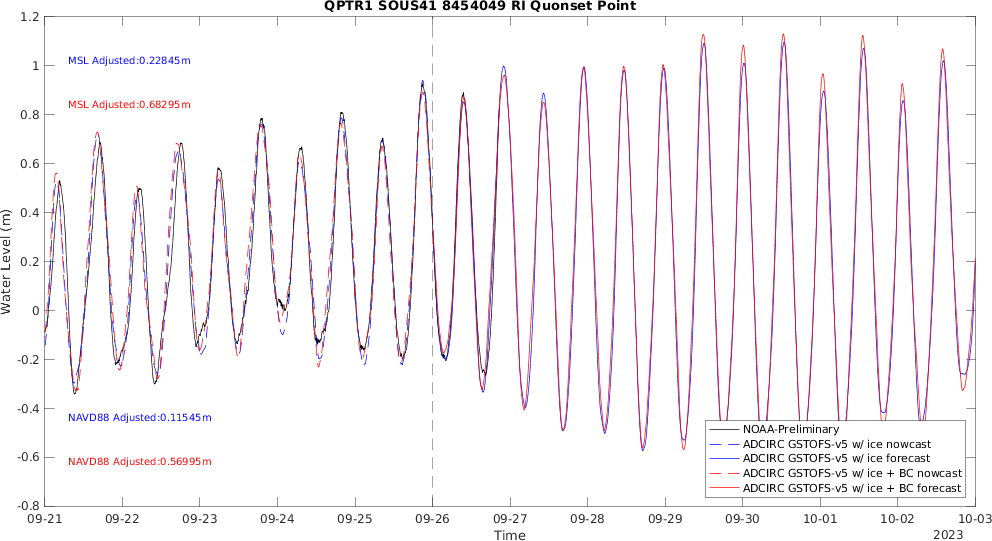 QPTR1 SOUS41 8454049 RI Quonset Point
1.2
1
0.8
0.6
0.4
0.2
0
-0.2
-0.4
-0.6
-0.8
Water Level (m)
MSL Adjusted:0.22845m
MSL Adjusted:0.68295m
NAVD88 Adjusted:0.11545m
NAVD88 Adjusted:0.56995m
NOAA-Preliminary
ADCIRC GSTOFS-v5 w/ ice nowcast
ADCIRC GSTOFS-v5 w/ ice forecast
ADCIRC GSTOFS-v5 w/ ice + BC nowcast
ADCIRC GSTOFS-v5 w/ ice + BC forecast
09-21 09-22 09-23 09-24 09-25 09-26 09-27 09-28 09-29 09-30 10-01 10-02 10-03
Time
2023